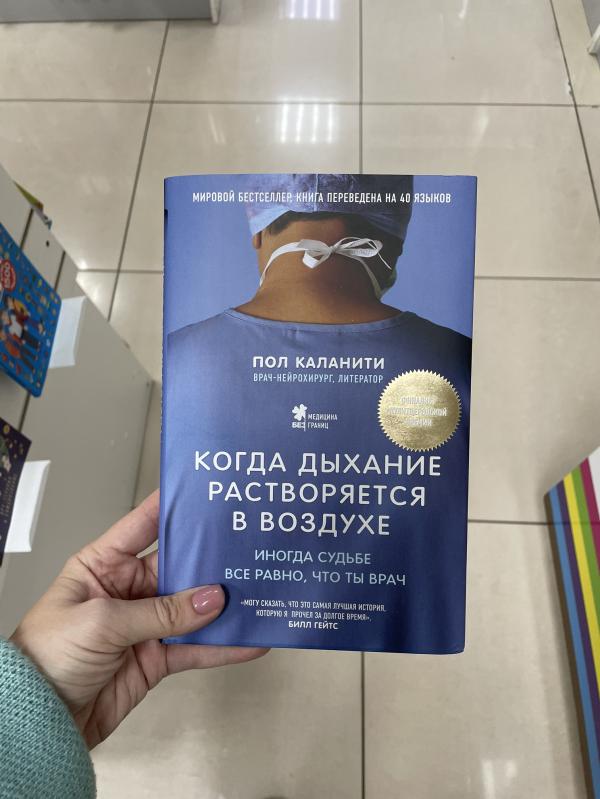 МИРОВОЙ БЕСТСЕЛЛЕР, КНИГА ПЕРЕВЕДЕНА НА 40 ЯЗЫКОВ
ПОЛ КАЛАНИТИ
ВРАЧ-НЕЙРОХИРУРГ, ЛИТЕРАТОР
МЕДИЦИНА
БЕЗ ГРАНИЦ
КОГДА ДЫХАНИЕ
РАСТВОРЯЕТСЯ
В ВОЗДУХЕ
ИНОГДА СУДЬБЕ
ВСЕ РАВНО, ЧТО ТЫ ВРАЧ
«МОГУ СКАЗАТЬ, ЧТО ЭТО САМАЯ ЛУЧШАЯ ИСТОРИЯ,
КОТОРУЮ Я ПРОЧЕЛ ЗА ДОЛГОЕ ВРЕМЯ».
БИЛЛ ГЕЙТС